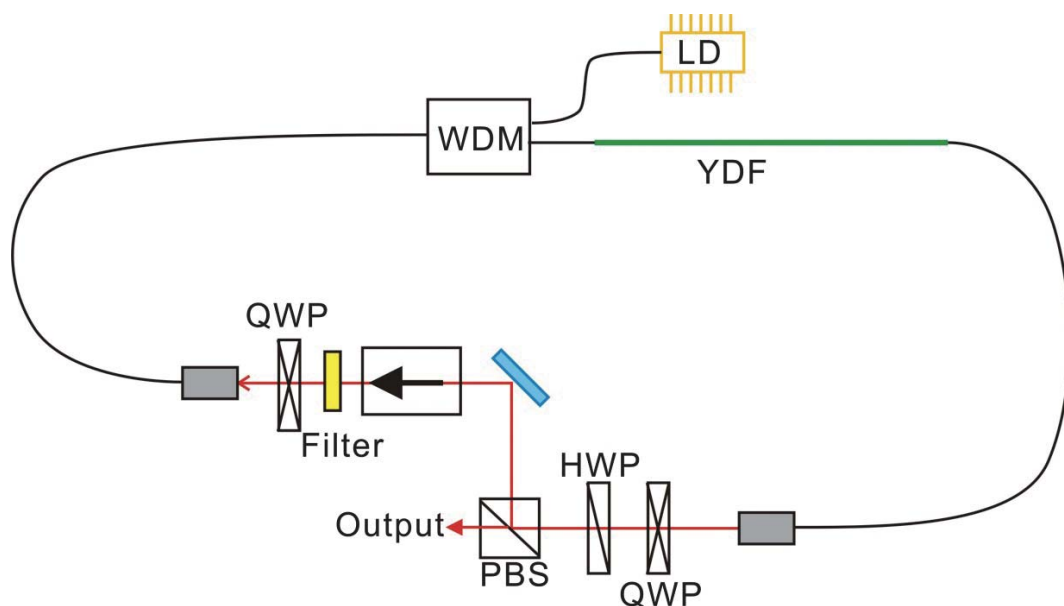 LD
WDM
YDF
QWP
Filter
HWP
Output
PBS
QWP